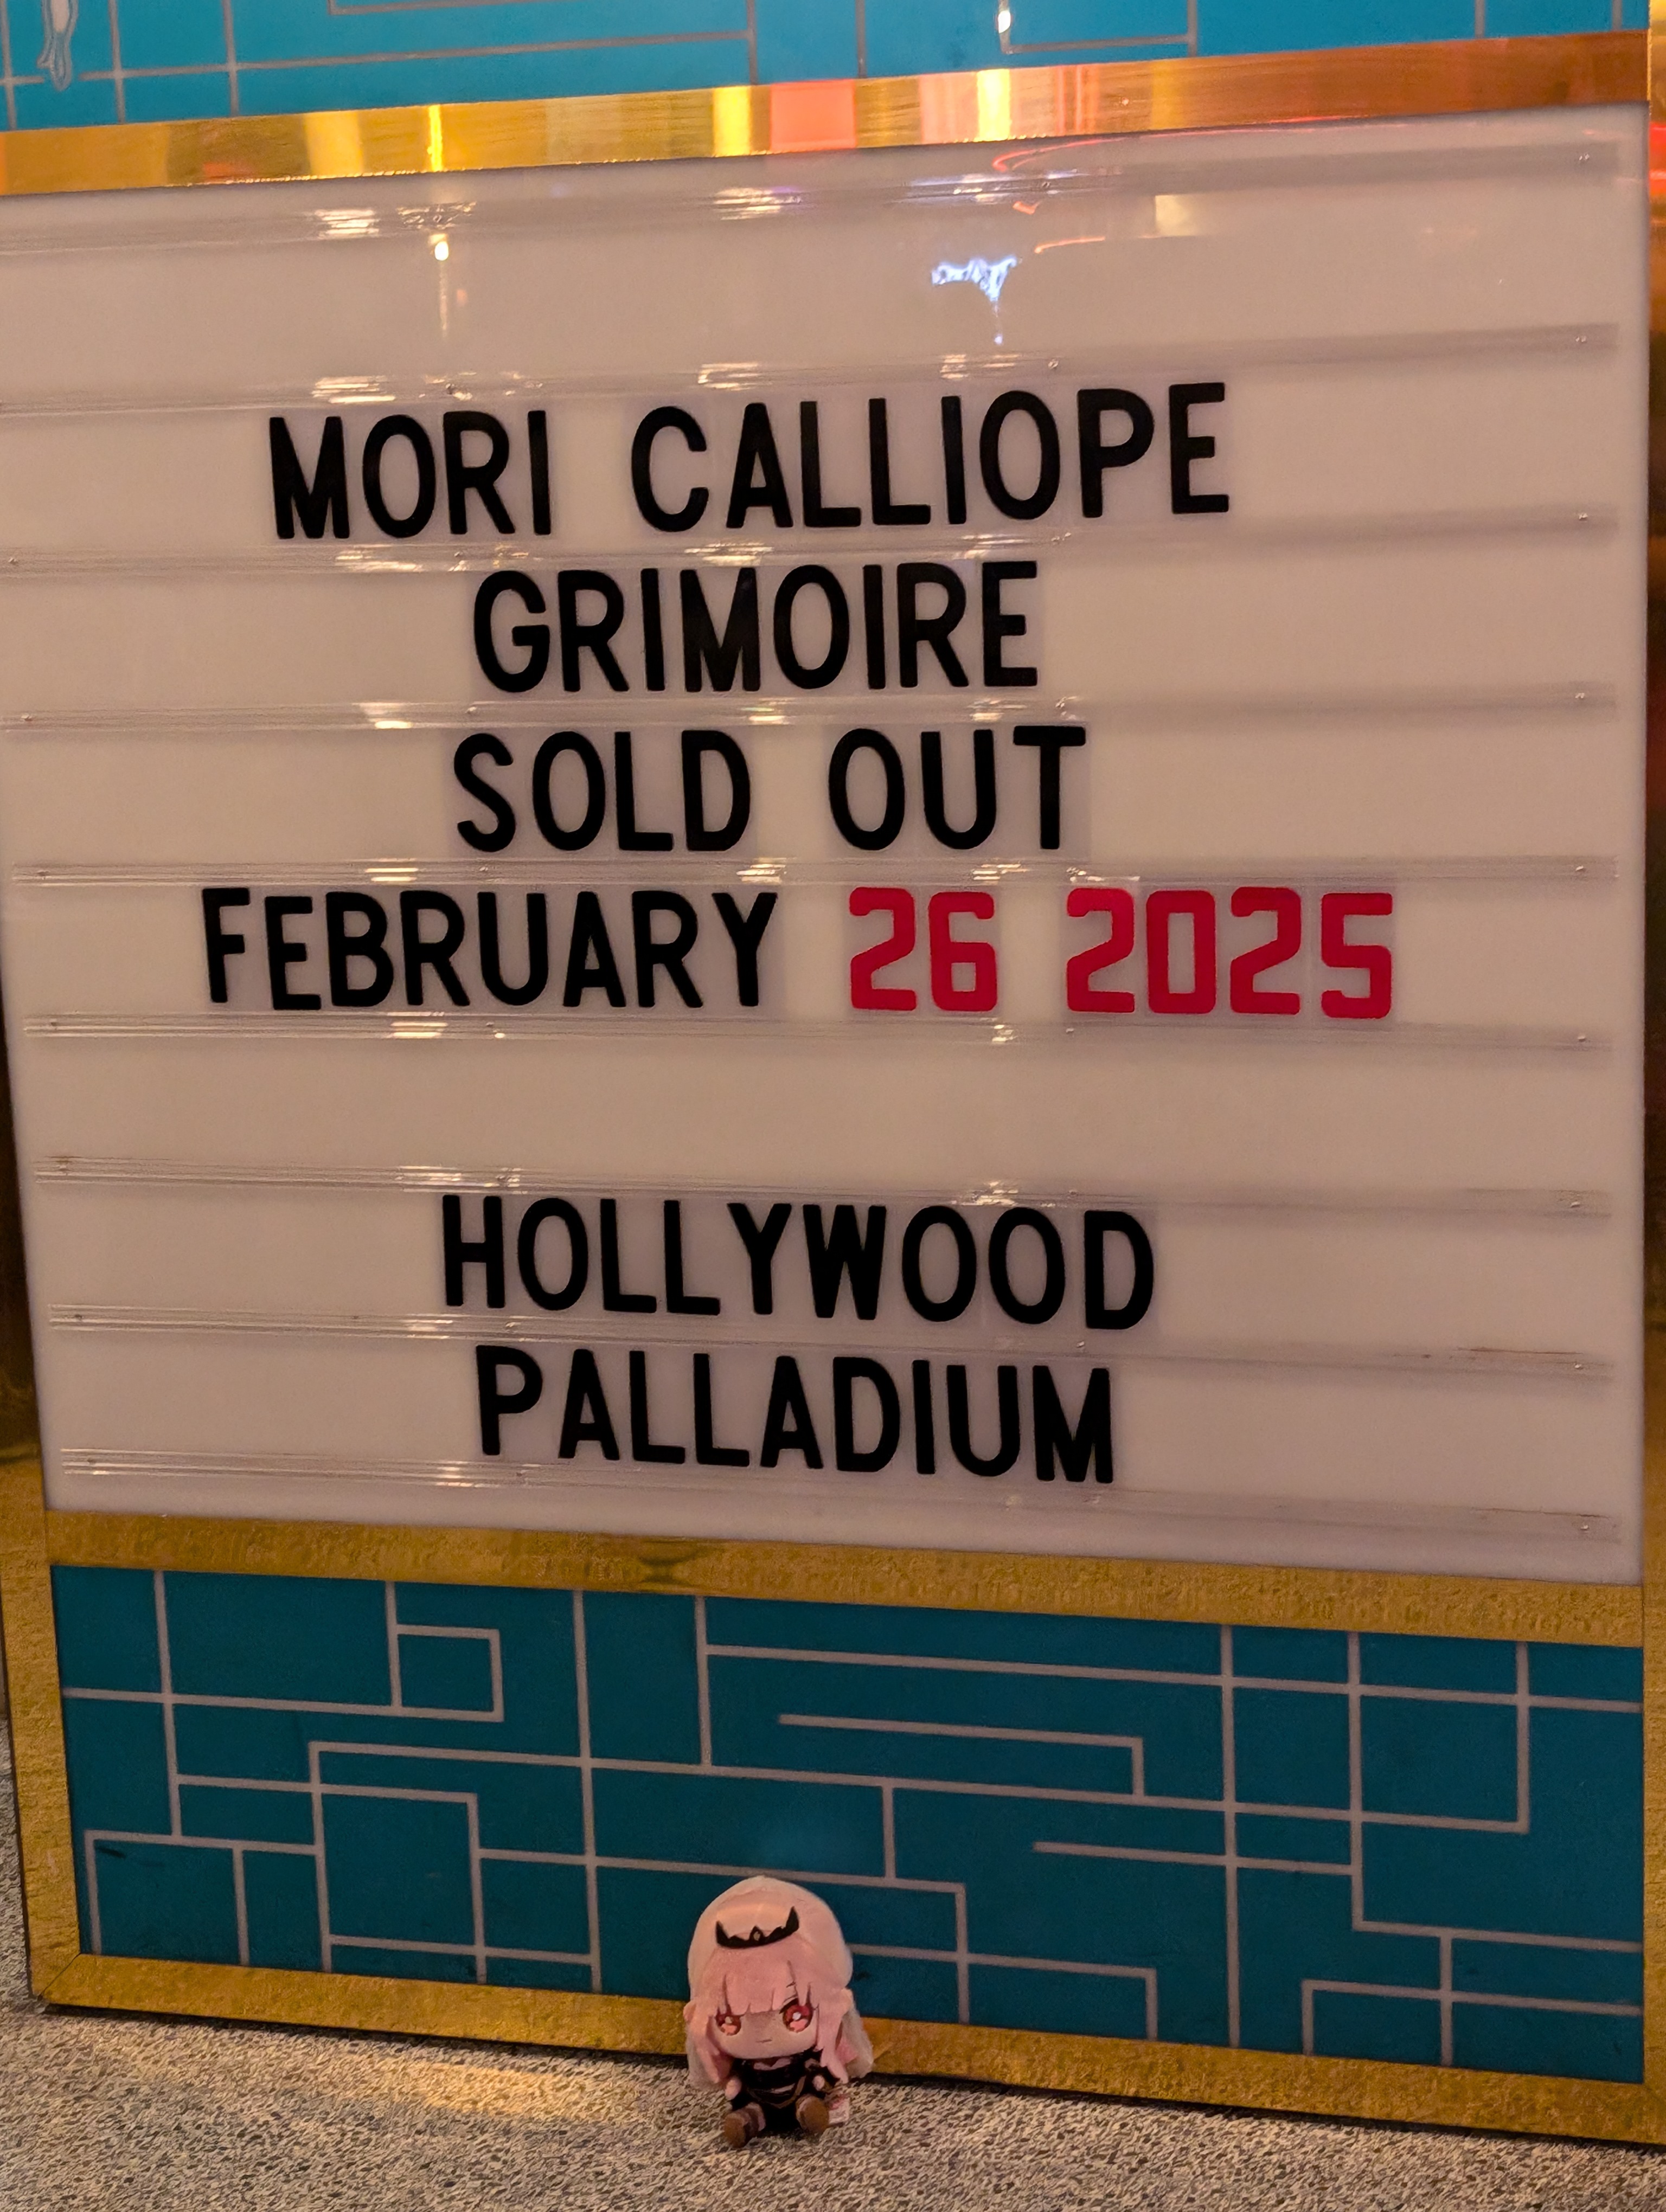 MORI CALLIOPE
GRIMOIRE
SOLD OUT
FEBRUARY 26 2025
HOLLYWOOD
PALLADIUM